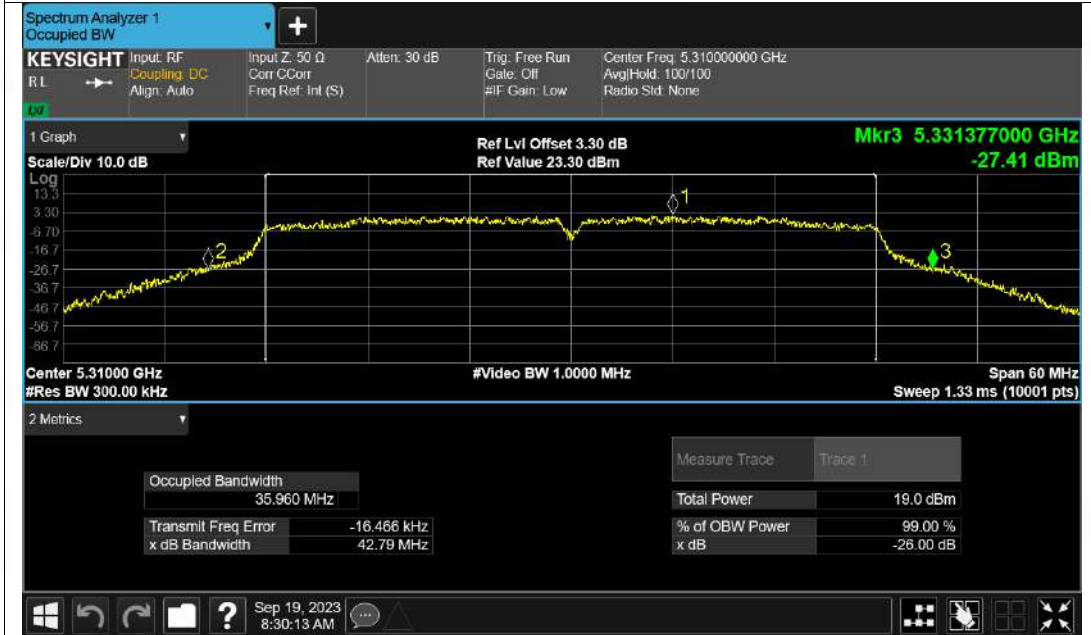 Spectrum Analyzer 1
Occupied BW
+
KEYSIGHT Input: RF Input Z: 50 Ω Atten: 30 dB Trig: Free Run Center Freq: 5.310000000 GHz
R L Coupling: DC Corr CCorr Gate: Off Avg|Hold: 100/100
Align: Auto Freq Ref: Int (S) #IF Gain: Low Radio Std: None
LXI
1 Graph Ref Lvl Offset 3.30 dB Mkr3 5.331377000 GHz
Scale/Div 10.0 dB Ref Value 23.30 dBm -27.41 dBm
Log
13.3
3.30
-6.70
-16.7
-26.7
-36.7
-46.7
-56.7
-66.7
1
2
3
Center 5.31000 GHz #Video BW 1.0000 MHz Span 60 MHz
#Res BW 300.00 kHz Sweep 1.33 ms (10001 pts)
2 Metrics
Measure Trace Trace 1
Occupied Bandwidth
35.960 MHz
Total Power 19.0 dBm
Transmit Freq Error -16.466 kHz % of OBW Power 99.00 %
x dB Bandwidth 42.79 MHz x dB -26.00 dB
? Sep 19, 2023
8:30:13 AM